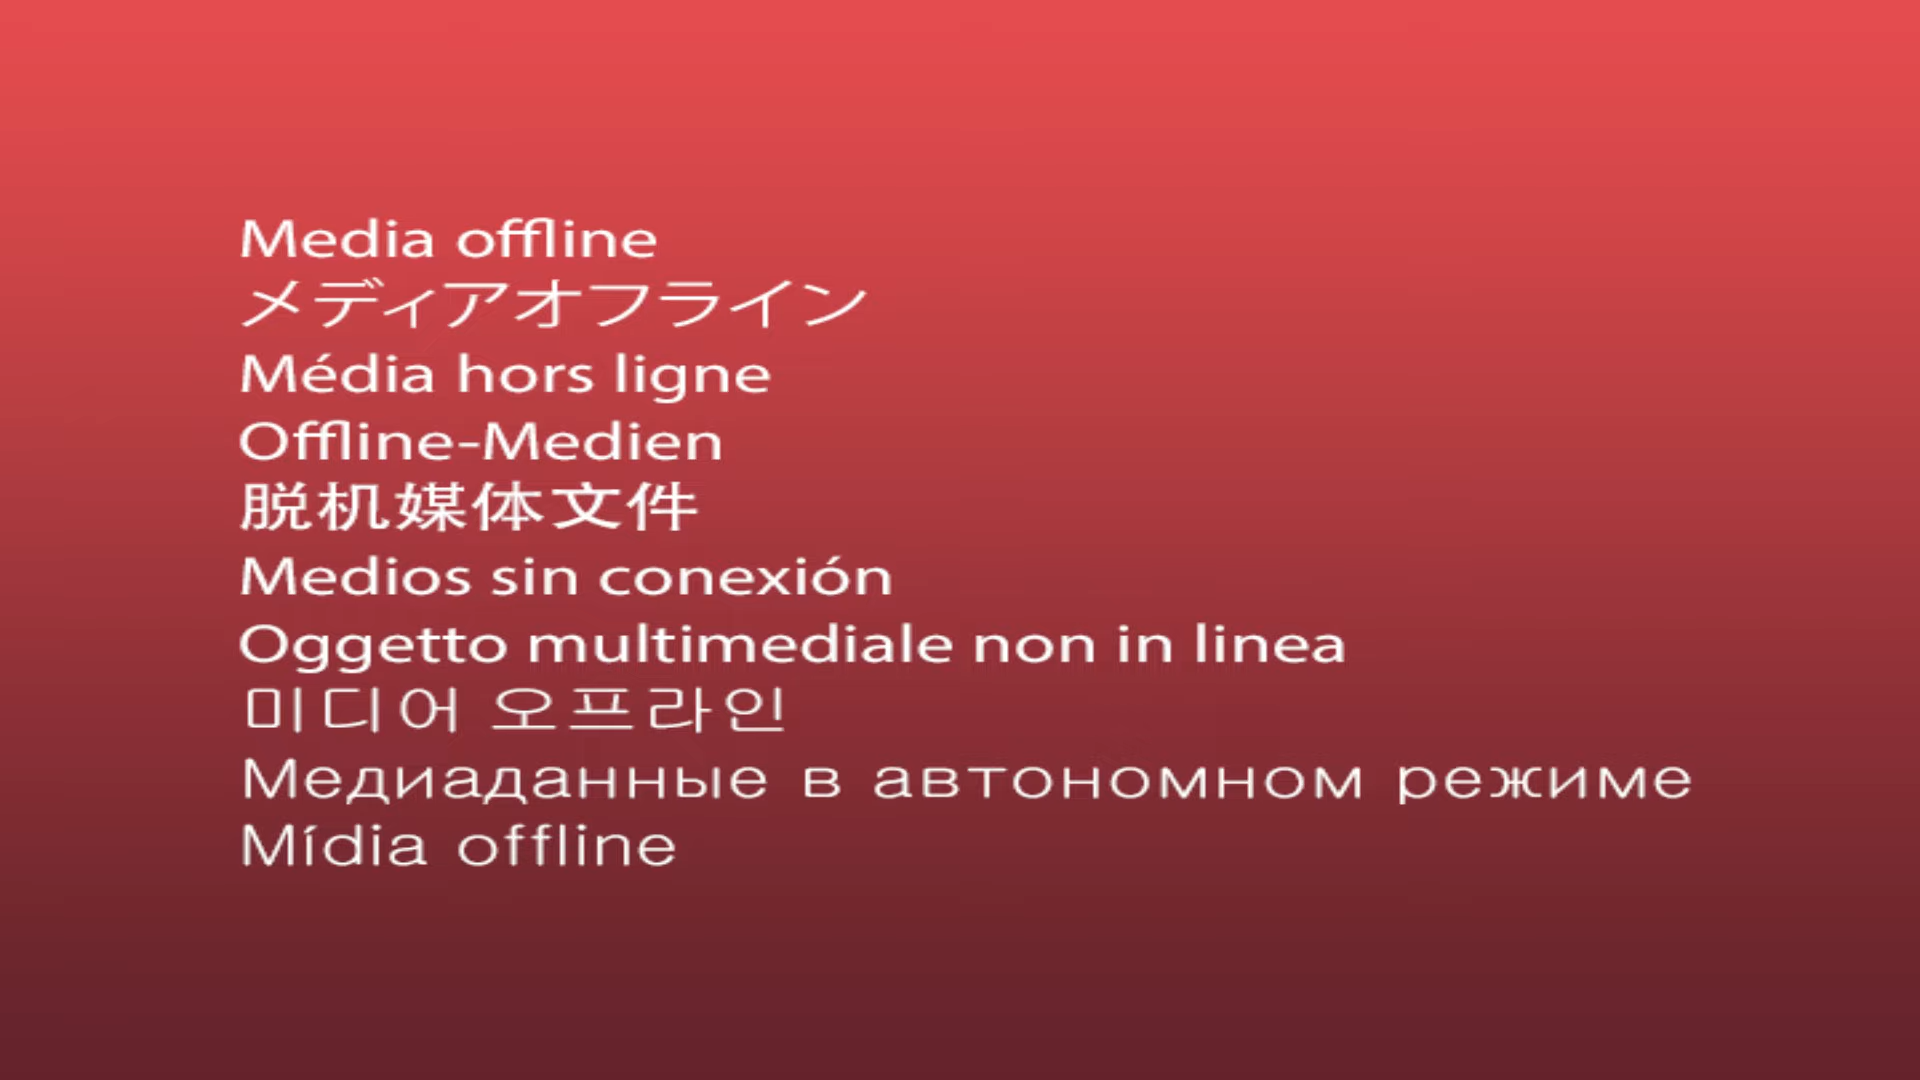 Media offline
メディアオフライン
Média hors ligne
Offline-Medien
脱机媒体文件
Medios sin conexión
Oggetto multimediale non in linea
미디어 오프라인
Медиаданные в автономном режиме
Mídia offline